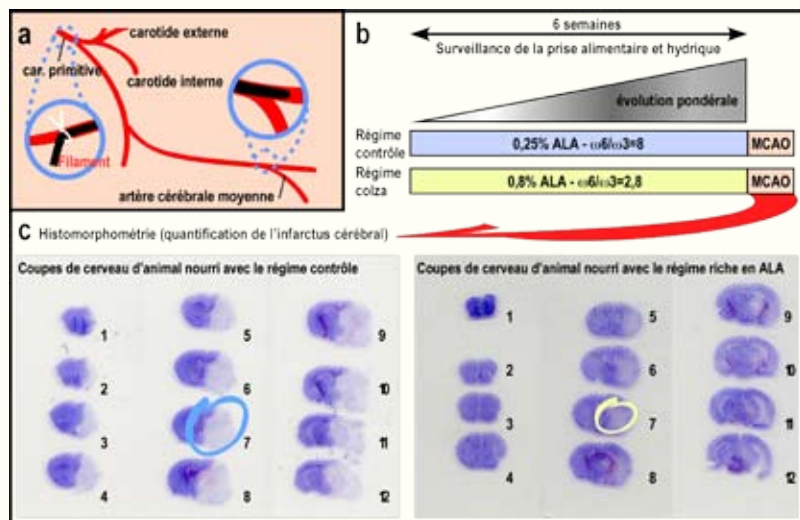 a
carotide externe
car. primitive
carotide interne
Filament
artère cérébrale moyenne
b
6 semaines
Surveillance de la prise alimentaire et hydrique
évolution pondérale
Régime
contrôle
0,25% ALA - ω6/ω3=8
MCAO
Régime
colza
0,8% ALA - ω6/ω3=2,8
MCAO
C Histomorphométrie (quantification de l'infarctus cérébral)
Coupes de cerveau d'animal nourri avec le régime contrôle
1
2
3
4
5
6
7
8
9
10
11
12
Coupes de cerveau d'animal nourri avec le régime riche en ALA
1
2
3
4
5
6
7
8
9
10
11
12